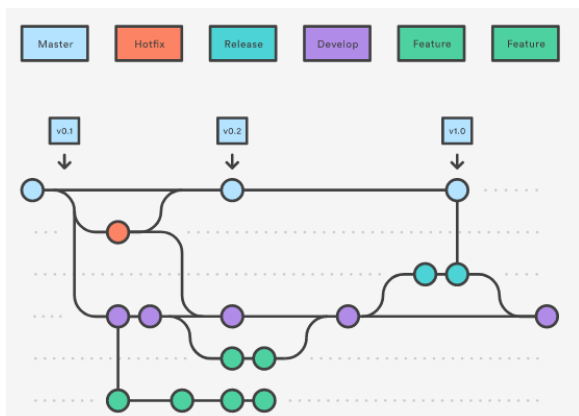 Master
Hotfix
Release
Develop
Feature
Feature
v0.1
v0.2
v1.0